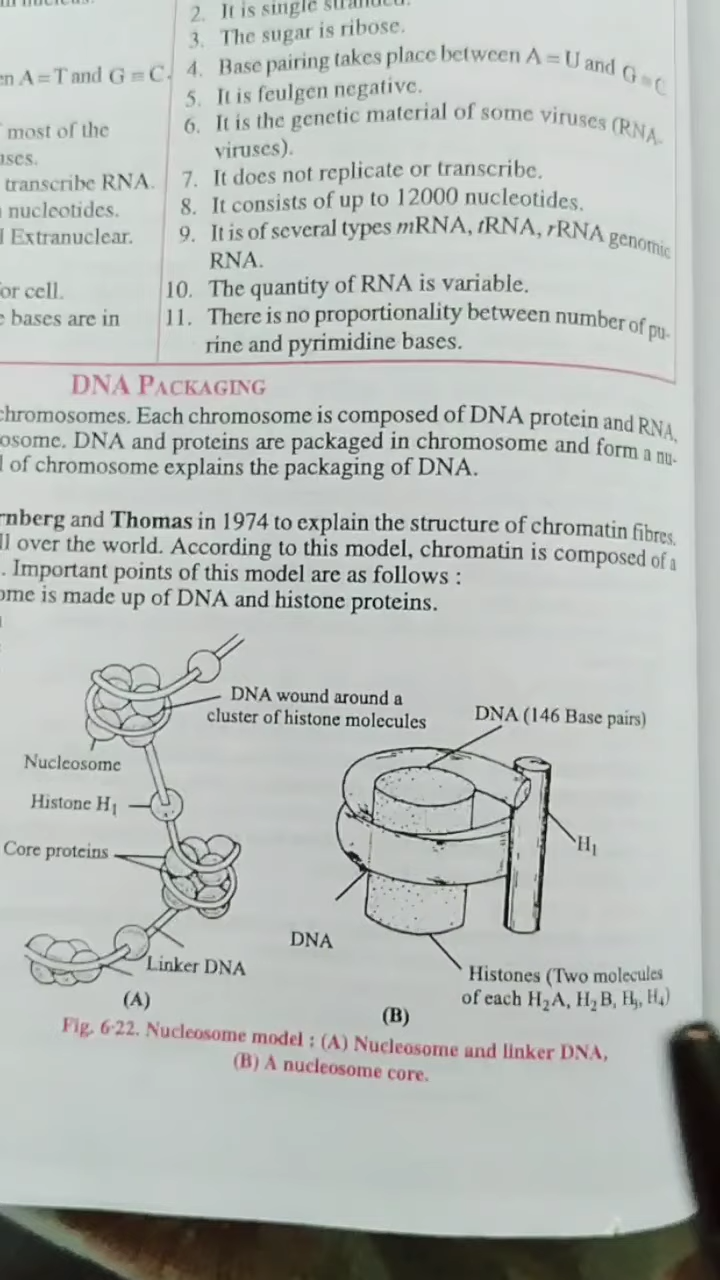 2. It is single
3. The sugar is ribose.
A=T and G≡C. 4. Base pairing takes place between A=U and G≡C
5. It is feulgen negative.
most of the 6. It is the genetic material of some viruses (RNA
viruses).
transcribe RNA. 7. It does not replicate or transcribe.
nucleotides. 8. It consists of up to 12000 nucleotides.
Extranuclear. 9. It is of several types mRNA, tRNA, rRNA genomic
RNA.
or cell. 10. The quantity of RNA is variable.
bases are in 11. There is no proportionality between number of pu-
rine and pyrimidine bases.
DNA PACKAGING
chromosomes. Each chromosome is composed of DNA protein and RNA,
osome. DNA and proteins are packaged in chromosome and form a nu-
of chromosome explains the packaging of DNA.
rnberg and Thomas in 1974 to explain the structure of chromatin fibres.
ll over the world. According to this model, chromatin is composed of a
. Important points of this model are as follows :
ome is made up of DNA and histone proteins.
DNA wound around a
cluster of histone molecules
DNA (146 Base pairs)
Nucleosome
Histone H₁
H₁
Core proteins
DNA
Linker DNA
Histones (Two molecules
of each H₂A, H₂B, H₃, H₄)
(A)
(B)
Fig. 6·22. Nucleosome model : (A) Nucleosome and linker DNA,
(B) A nucleosome core.